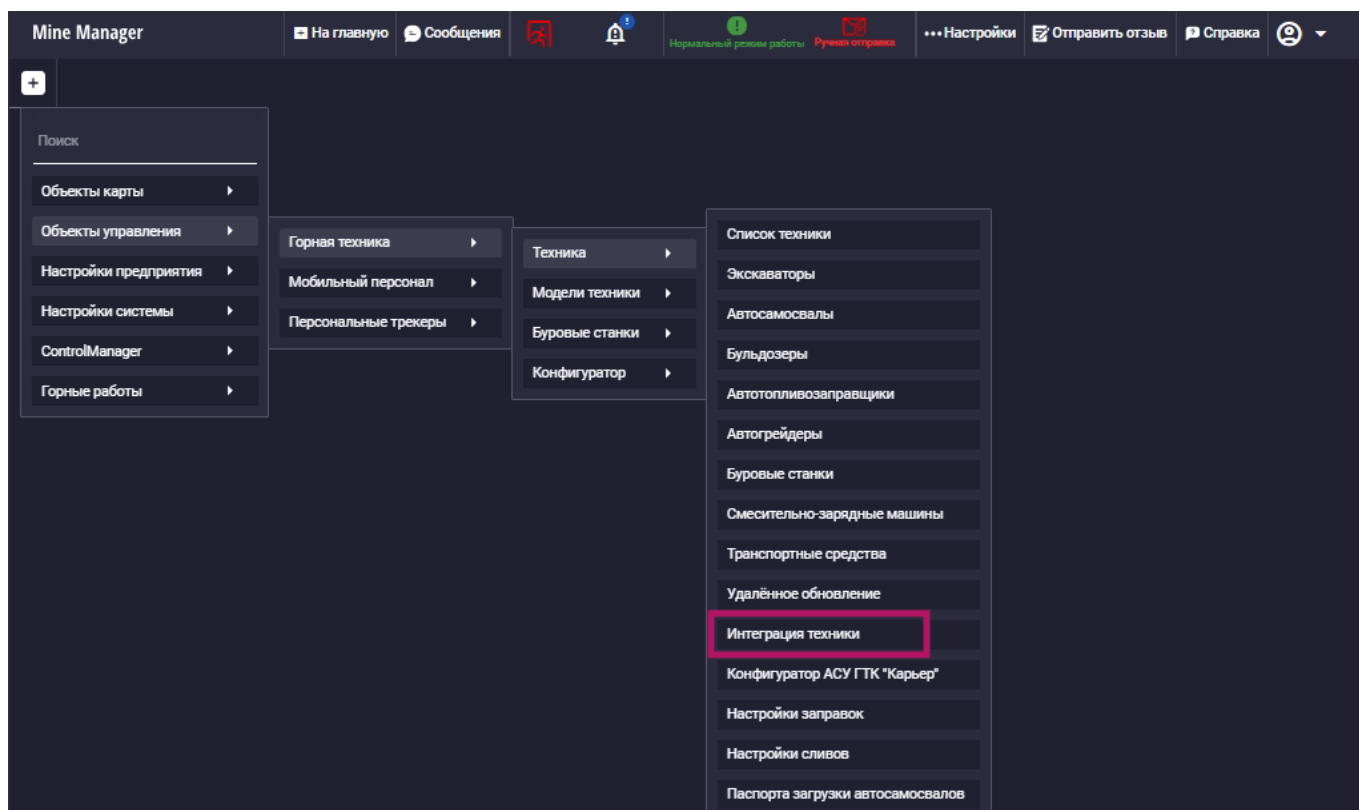 Mine Manager
На главную
Сообщения
Нормальный режим работы
Ручная отправка
Настройки
Отправить отзыв
Справка
Поиск
Объекты карты
Объекты управления
Настройки предприятия
Настройки системы
ControlManager
Горные работы
Горная техника
Мобильный персонал
Персональные трекеры
Техника
Модели техники
Буровые станки
Конфигуратор
Список техники
Экскаваторы
Автосамосвалы
Бульдозеры
Автотопливозаправщики
Автогрейдеры
Буровые станки
Смесительно-зарядные машины
Транспортные средства
Удалённое обновление
Интеграция техники
Конфигуратор АСУ ГТК "Карьер"
Настройки заправок
Настройки сливов
Паспорта загрузки автосамосвалов